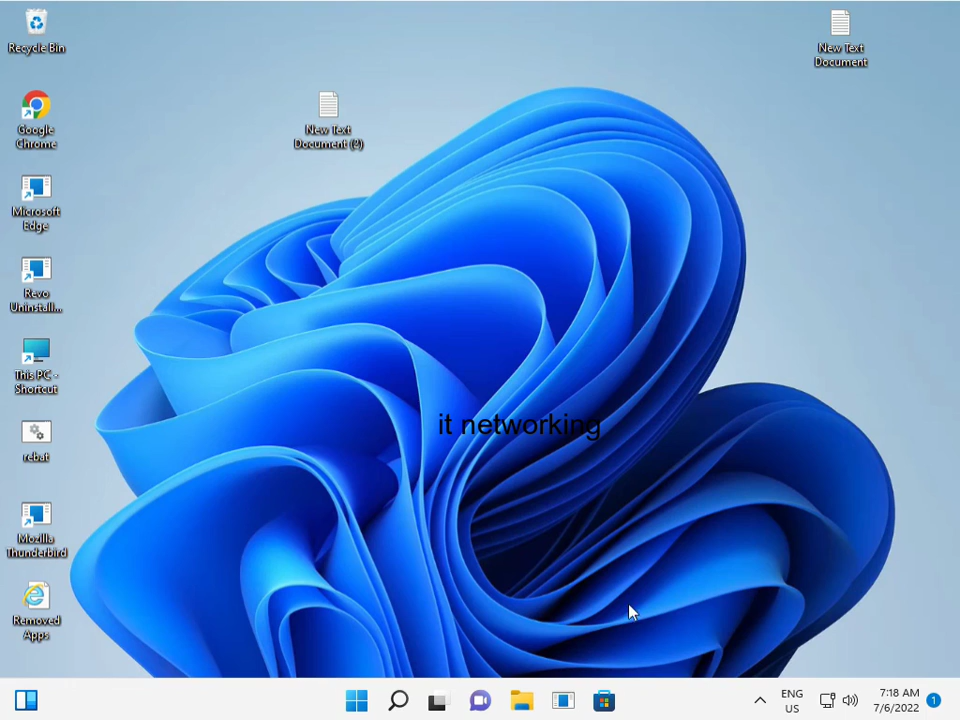 Recycle Bin
New Text
Document
Google
Chrome
New Text
Document (2)
Microsoft
Edge
Revo
Uninstall...
This PC -
Shortcut
it networking
rebat
Mozilla
Thunderbird
Removed
Apps
ENG
US
7:18 AM
7/6/2022
1